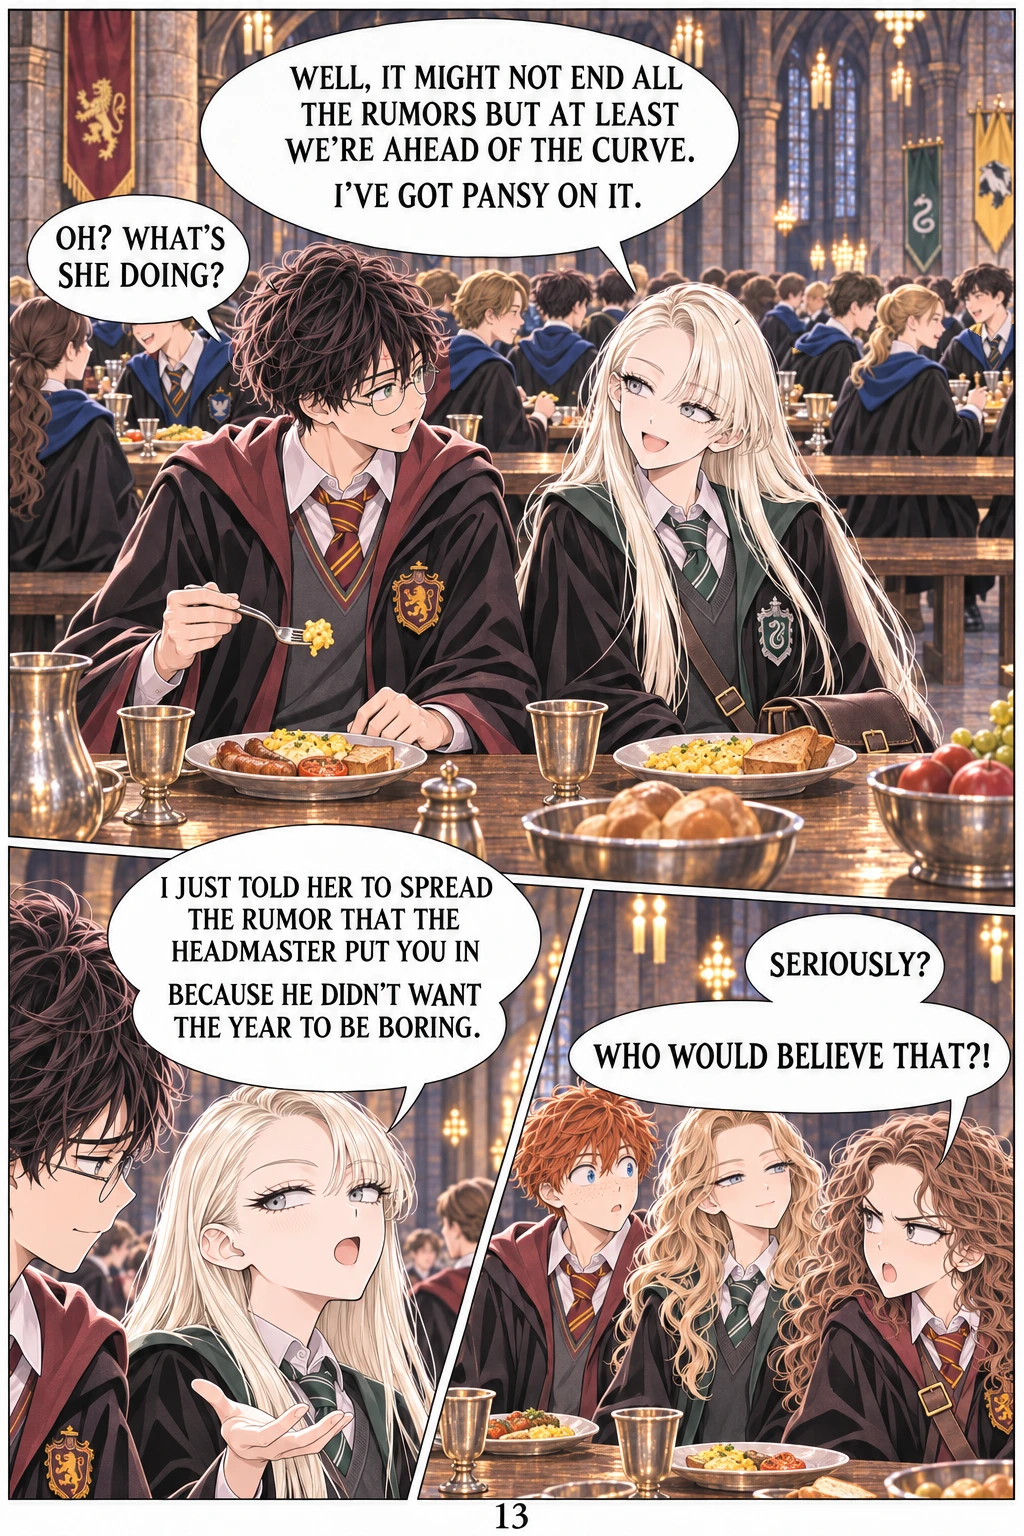 WELL, IT MIGHT NOT END ALL
THE RUMORS BUT AT LEAST
WE'RE AHEAD OF THE CURVE.
I'VE GOT PANSY ON IT.
OH? WHAT'S
SHE DOING?
I JUST TOLD HER TO SPREAD
THE RUMOR THAT THE
HEADMASTER PUT YOU IN
BECAUSE HE DIDN'T WANT
THE YEAR TO BE BORING.
SERIOUSLY?
WHO WOULD BELIEVE THAT?!
13